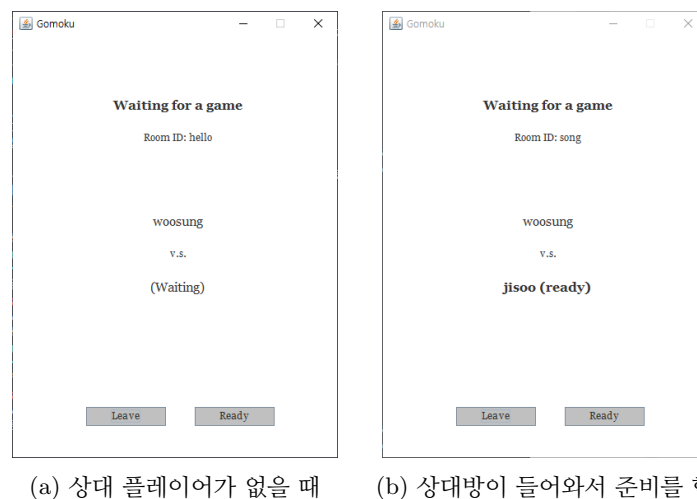 Gomoku
Waiting for a game
Room ID: hello
woosung
v.s.
(Waiting)
Leave Ready
(a) 상대 플레이어가 없을 때
Gomoku
Waiting for a game
Room ID: song
woosung
v.s.
jisoo (ready)
Leave Ready
(b) 상대방이 들어와서 준비를